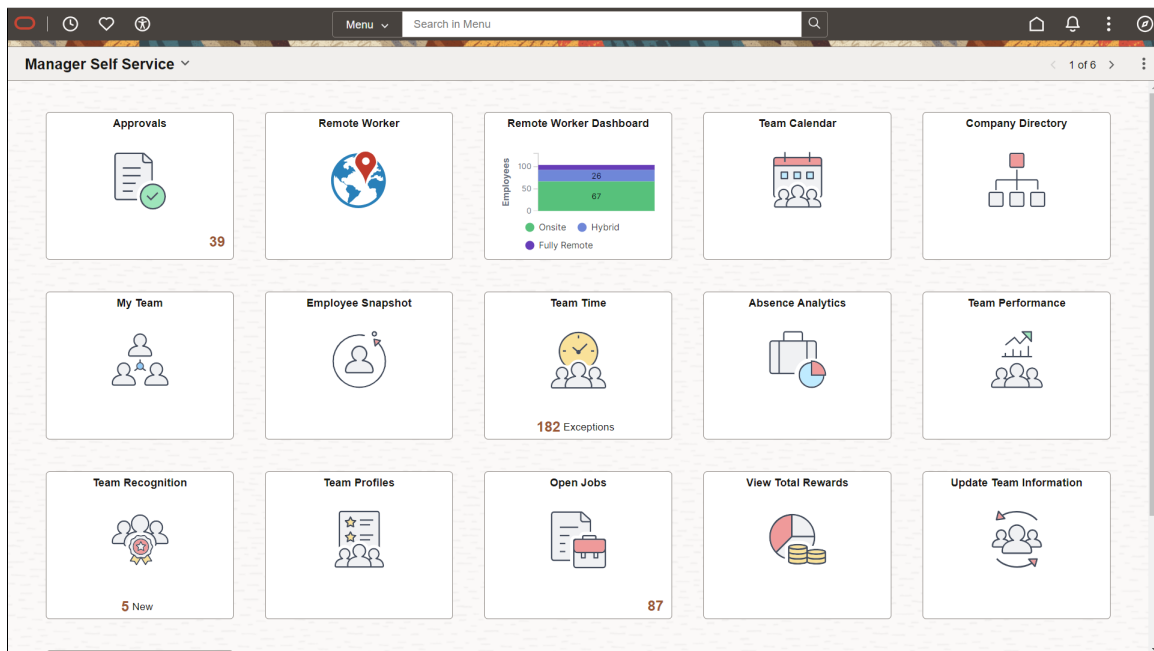 Menu
Search in Menu
Manager Self Service
1 of 6
Approvals
39
Remote Worker
Remote Worker Dashboard
Employees
100
50
0
26
67
Onsite
Hybrid
Fully Remote
Team Calendar
Company Directory
My Team
Employee Snapshot
Team Time
182 Exceptions
Absence Analytics
Team Performance
Team Recognition
5 New
Team Profiles
Open Jobs
87
View Total Rewards
Update Team Information